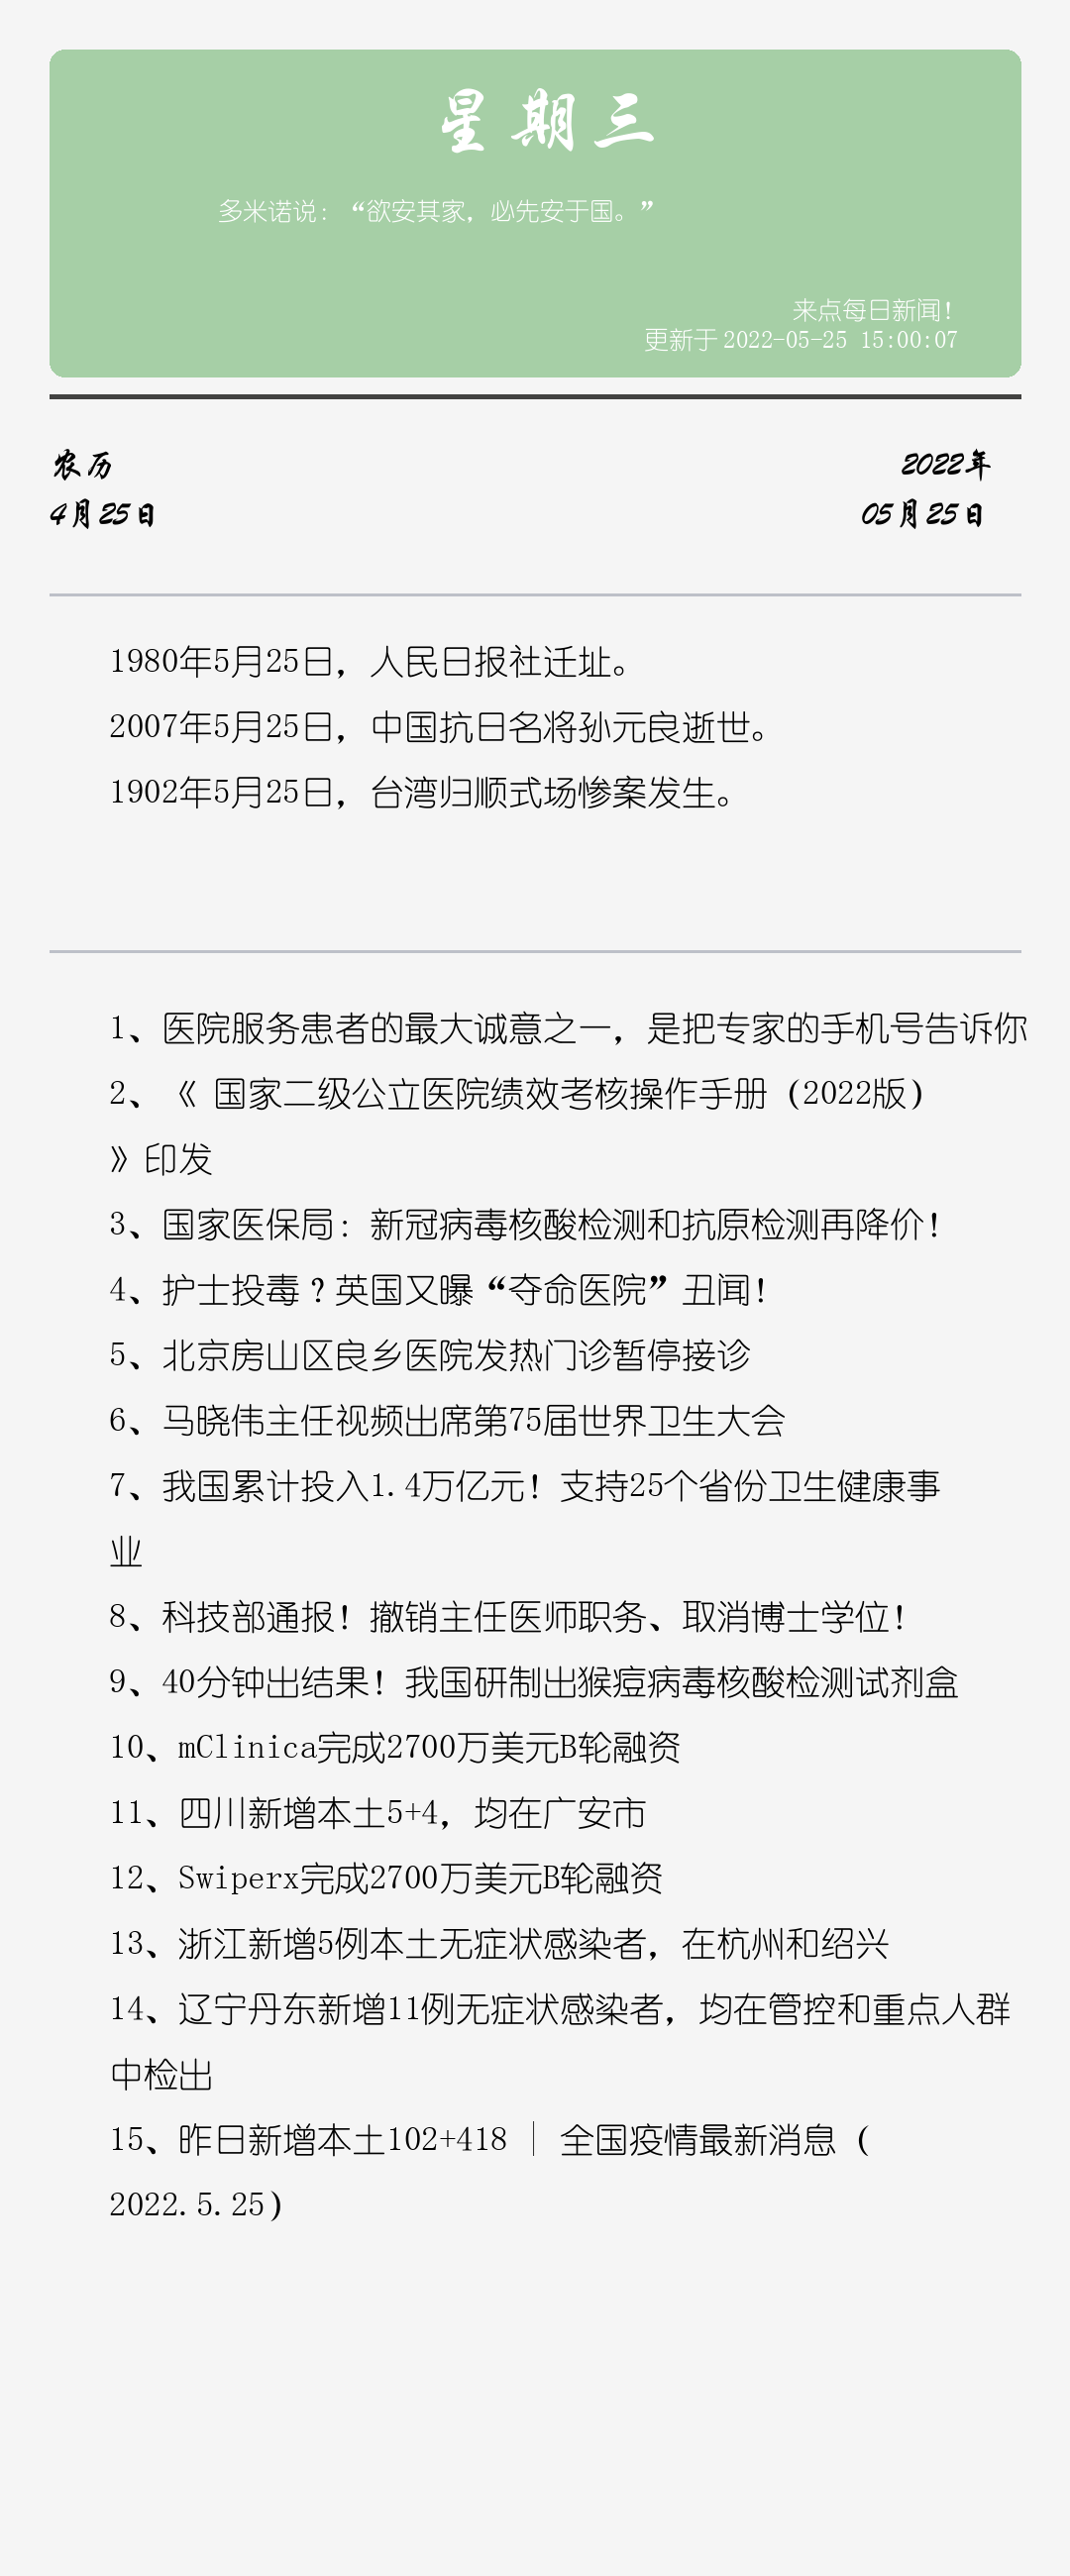 星期三
多米诺说：“欲安其家，必先安于国。”
来点每日新闻！
更新于2022-05-25 15:00:07
农历
2022年
4月25日
05月25日
1980年5月25日，人民日报社迁址。
2007年5月25日，中国抗日名将孙元良逝世。
1902年5月25日，台湾归顺式场惨案发生。
1、医院服务患者的最大诚意之一，是把专家的手机号告诉你
2、《 国家二级公立医院绩效考核操作手册（2022版）
》印发
3、国家医保局：新冠病毒核酸检测和抗原检测再降价！
4、护士投毒？英国又曝“夺命医院”丑闻！
5、北京房山区良乡医院发热门诊暂停接诊
6、马晓伟主任视频出席第75届世界卫生大会
7、我国累计投入1.4万亿元！支持25个省份卫生健康事
业
8、科技部通报！撤销主任医师职务、取消博士学位！
9、40分钟出结果！我国研制出猴痘病毒核酸检测试剂盒
10、mClinica完成2700万美元B轮融资
11、四川新增本土5+4，均在广安市
12、Swiperx完成2700万美元B轮融资
13、浙江新增5例本土无症状感染者，在杭州和绍兴
14、辽宁丹东新增11例无症状感染者，均在管控和重点人群
中检出
15、昨日新增本土102+418 ｜ 全国疫情最新消息（
2022.5.25）